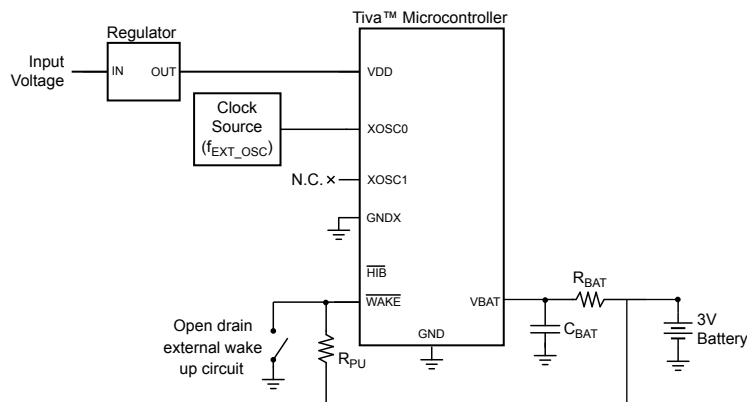 Tiva™ Microcontroller
Regulator
Input
Voltage
IN
OUT
VDD
Clock
Source
(fEXT_OSC)
XOSC0
N.C.
XOSC1
GNDX
HIB
WAKE
VBAT
RBAT
Open drain
external wake
up circuit
RPU
GND
CBAT
3V
Battery